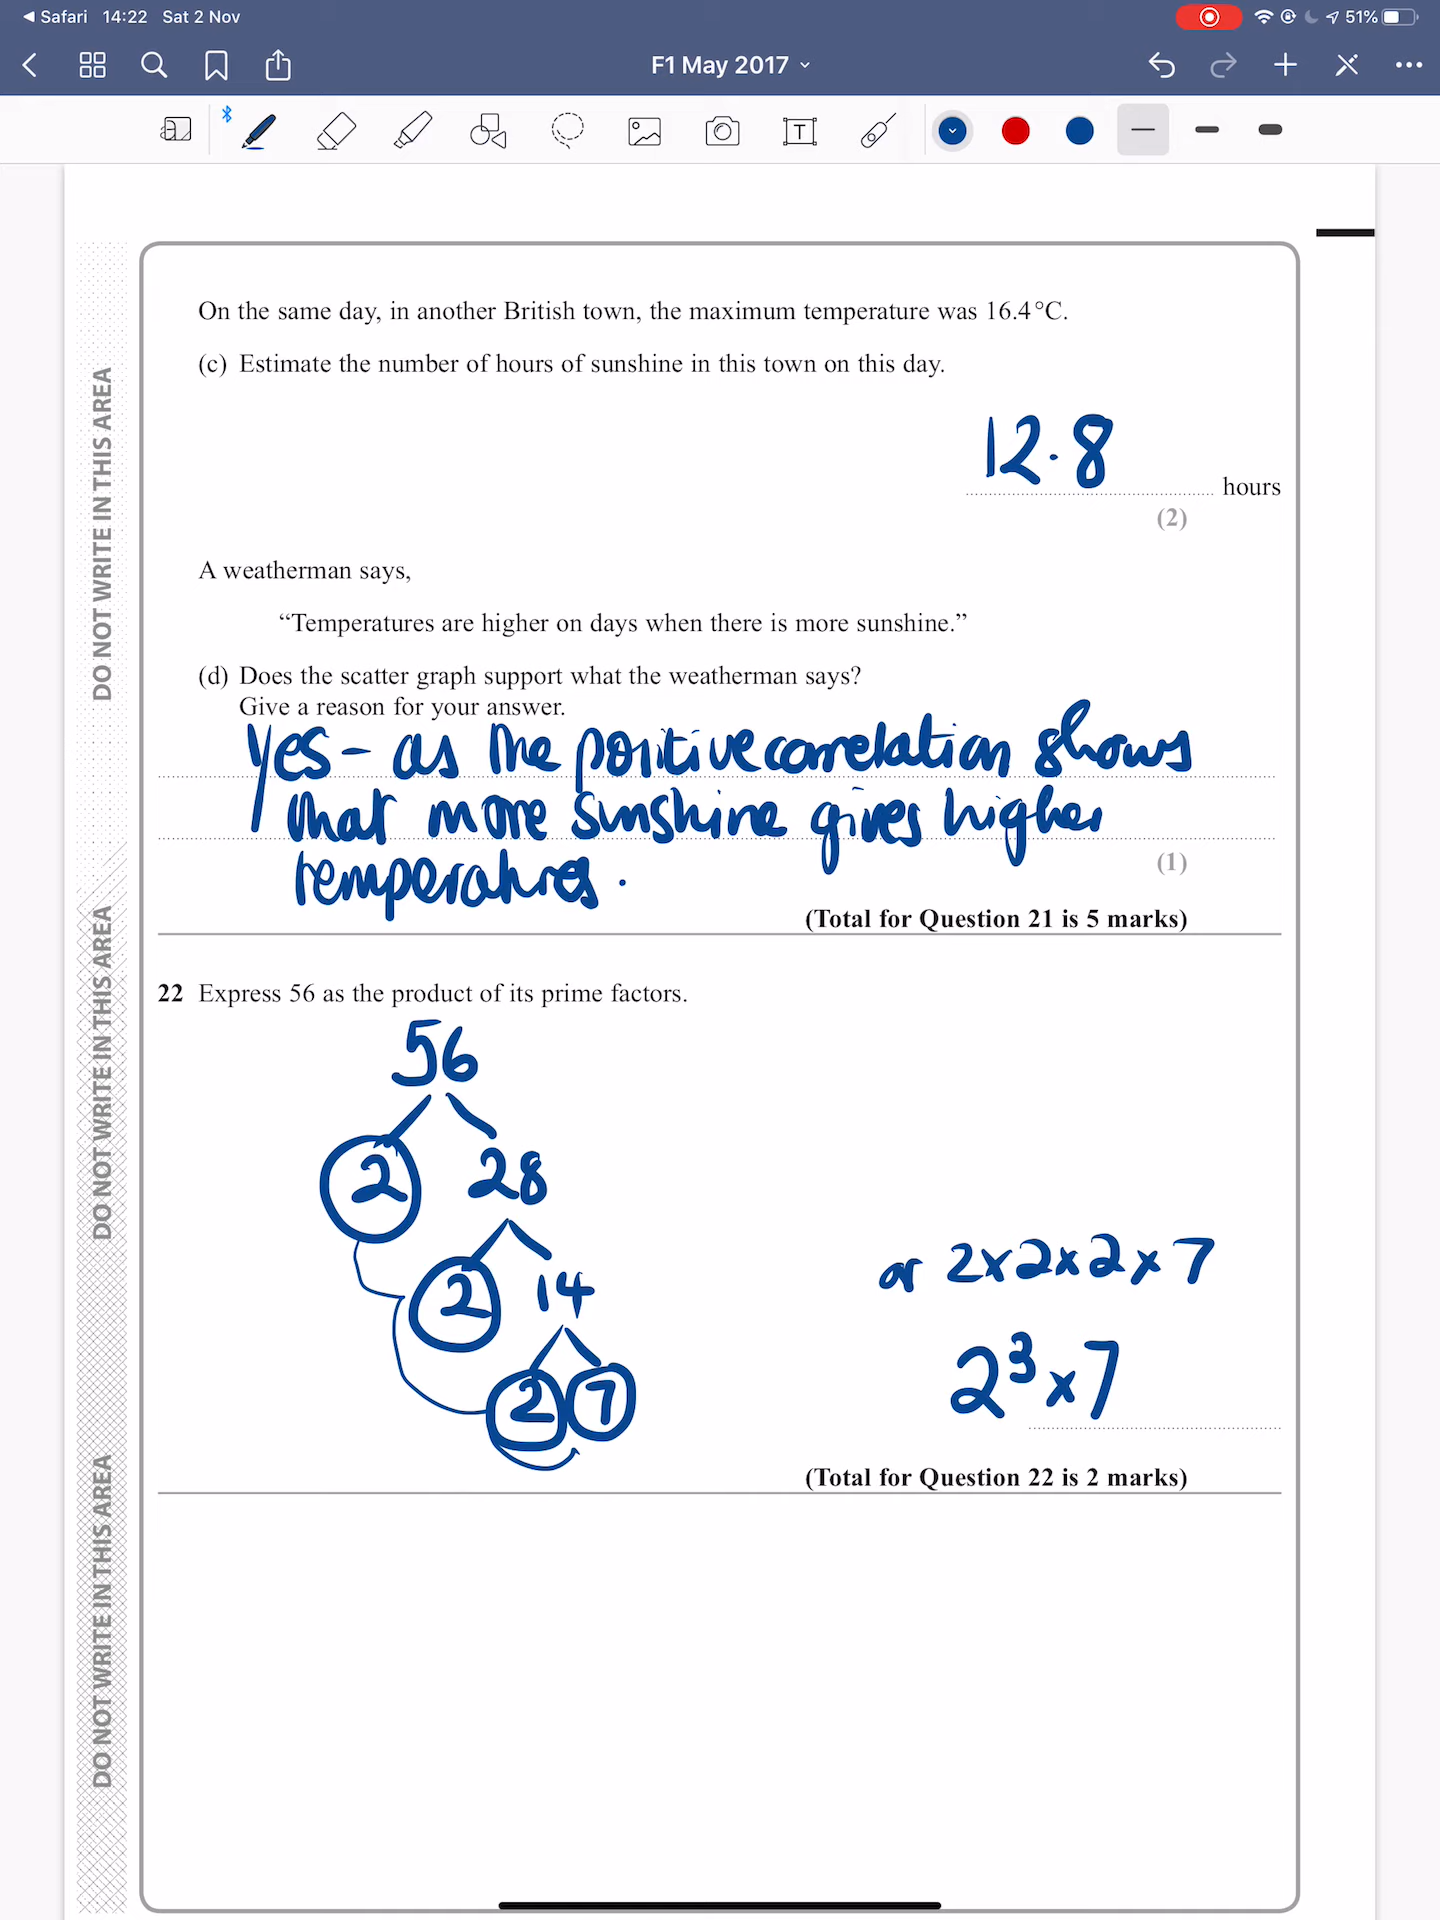 Safari 14:22 Sat 2 Nov 51%
F1 May 2017
On the same day, in another British town, the maximum temperature was 16.4°C.
(c) Estimate the number of hours of sunshine in this town on this day.
12.8
hours
(2)
A weatherman says,
“Temperatures are higher on days when there is more sunshine.”
(d) Does the scatter graph support what the weatherman says?
Give a reason for your answer.
Yes – as the positive correlation shows
that more sunshine gives higher
temperatures.
(1)
(Total for Question 21 is 5 marks)
22 Express 56 as the product of its prime factors.
56
2 28
2 14
2 7
or 2x2x2x7
2³x7
(Total for Question 22 is 2 marks)
DO NOT WRITE IN THIS AREA
DO NOT WRITE IN THIS AREA
DO NOT WRITE IN THIS AREA